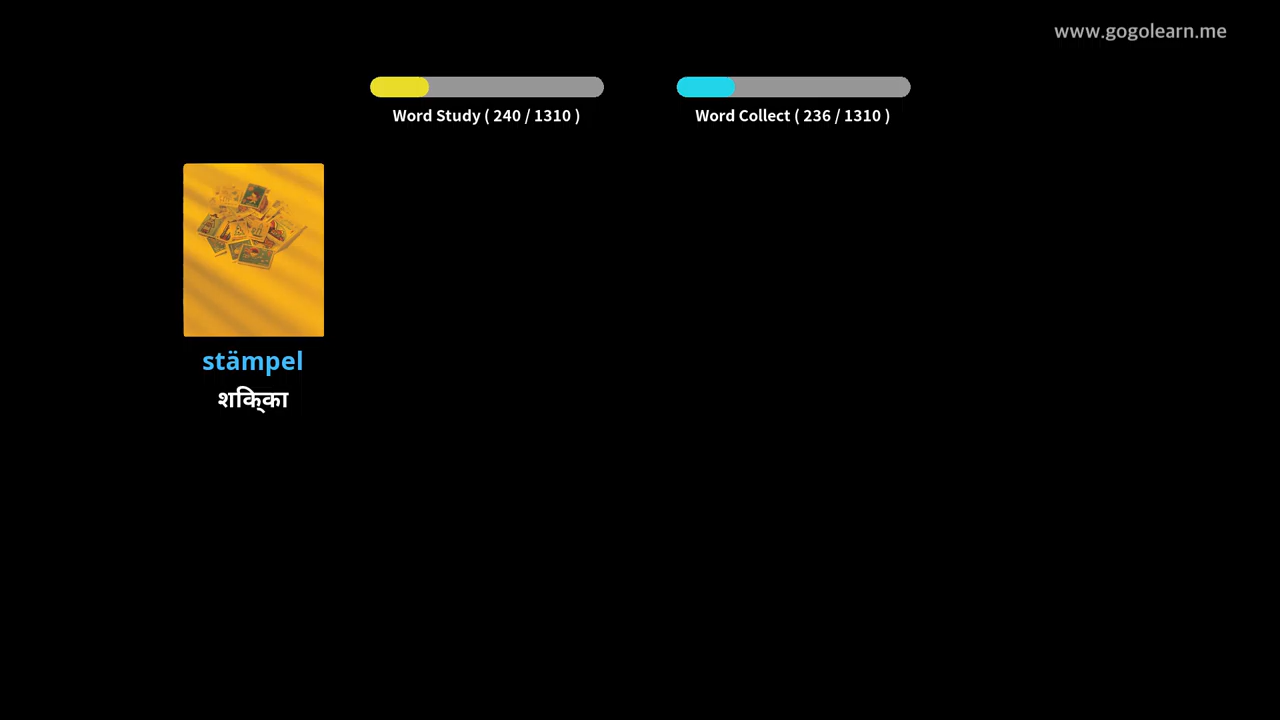 www.gogolearn.me
Word Study ( 240 / 1310 )
Word Collect ( 236 / 1310 )
stämpel
शकि्का